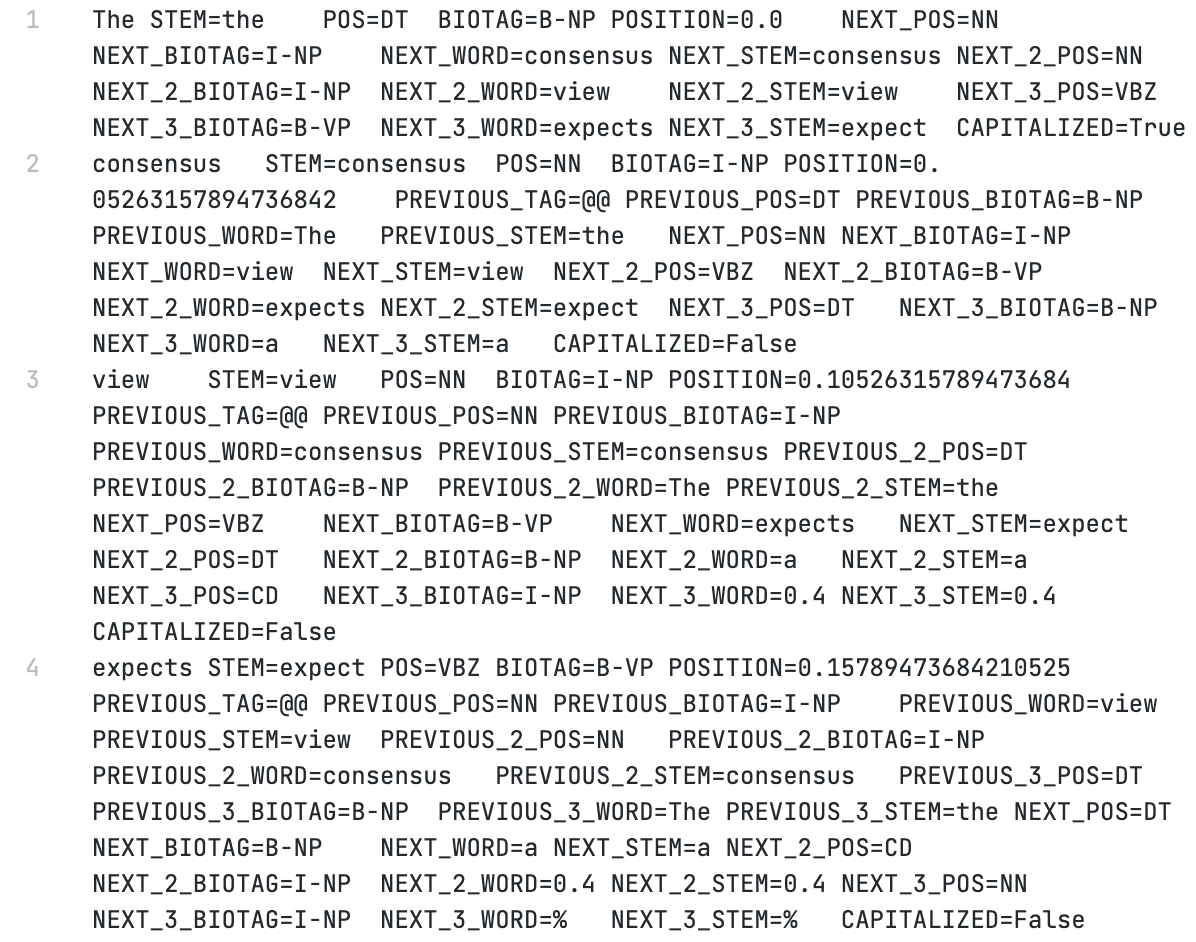 1 The STEM=the POS=DT BIOTAG=B-NP POSITION=0.0 NEXT_POS=NN
NEXT_BIOTAG=I-NP NEXT_WORD=consensus NEXT_STEM=consensus NEXT_2_POS=NN
NEXT_2_BIOTAG=I-NP NEXT_2_WORD=view NEXT_2_STEM=view NEXT_3_POS=VBZ
NEXT_3_BIOTAG=B-VP NEXT_3_WORD=expects NEXT_3_STEM=expect CAPITALIZED=True
2 consensus STEM=consensus POS=NN BIOTAG=I-NP POSITION=0.
05263157894736842 PREVIOUS_TAG=@@ PREVIOUS_POS=DT PREVIOUS_BIOTAG=B-NP
PREVIOUS_WORD=The PREVIOUS_STEM=the NEXT_POS=NN NEXT_BIOTAG=I-NP
NEXT_WORD=view NEXT_STEM=view NEXT_2_POS=VBZ NEXT_2_BIOTAG=B-VP
NEXT_2_WORD=expects NEXT_2_STEM=expect NEXT_3_POS=DT NEXT_3_BIOTAG=B-NP
NEXT_3_WORD=a NEXT_3_STEM=a CAPITALIZED=False
3 view STEM=view POS=NN BIOTAG=I-NP POSITION=0.10526315789473684
PREVIOUS_TAG=@@ PREVIOUS_POS=NN PREVIOUS_BIOTAG=I-NP
PREVIOUS_WORD=consensus PREVIOUS_STEM=consensus PREVIOUS_2_POS=DT
PREVIOUS_2_BIOTAG=B-NP PREVIOUS_2_WORD=The PREVIOUS_2_STEM=the
NEXT_POS=VBZ NEXT_BIOTAG=B-VP NEXT_WORD=expects NEXT_STEM=expect
NEXT_2_POS=DT NEXT_2_BIOTAG=B-NP NEXT_2_WORD=a NEXT_2_STEM=a
NEXT_3_POS=CD NEXT_3_BIOTAG=I-NP NEXT_3_WORD=0.4 NEXT_3_STEM=0.4
CAPITALIZED=False
4 expects STEM=expect POS=VBZ BIOTAG=B-VP POSITION=0.15789473684210525
PREVIOUS_TAG=@@ PREVIOUS_POS=NN PREVIOUS_BIOTAG=I-NP PREVIOUS_WORD=view
PREVIOUS_STEM=view PREVIOUS_2_POS=NN PREVIOUS_2_BIOTAG=I-NP
PREVIOUS_2_WORD=consensus PREVIOUS_2_STEM=consensus PREVIOUS_3_POS=DT
PREVIOUS_3_BIOTAG=B-NP PREVIOUS_3_WORD=The PREVIOUS_3_STEM=the NEXT_POS=DT
NEXT_BIOTAG=B-NP NEXT_WORD=a NEXT_STEM=a NEXT_2_POS=CD
NEXT_2_BIOTAG=I-NP NEXT_2_WORD=0.4 NEXT_2_STEM=0.4 NEXT_3_POS=NN
NEXT_3_BIOTAG=I-NP NEXT_3_WORD=% NEXT_3_STEM=% CAPITALIZED=False